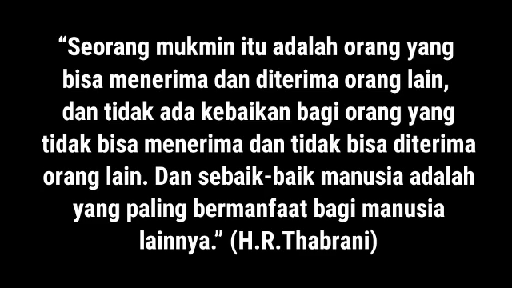 “Seorang mukmin itu adalah orang yang
bisa menerima dan diterima orang lain,
dan tidak ada kebaikan bagi orang yang
tidak bisa menerima dan tidak bisa diterima
orang lain. Dan sebaik-baik manusia adalah
yang paling bermanfaat bagi manusia
lainnya.” (H.R.Thabrani)